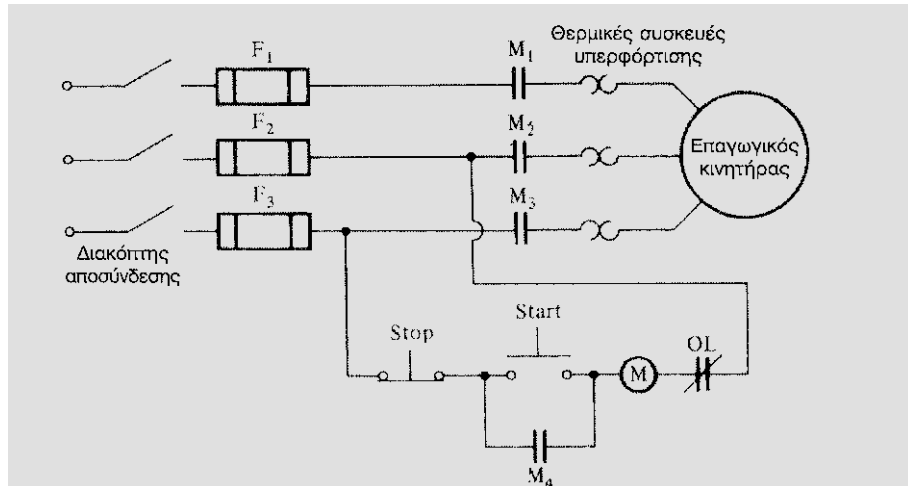 F₁
M₁
Θερμικές συσκευές
υπερφόρτισης
F₂
M₂
Επαγωγικός
κινητήρας
F₃
M₃
Διακόπτης
αποσύνδεσης
Stop
Start
M
OL
M₄